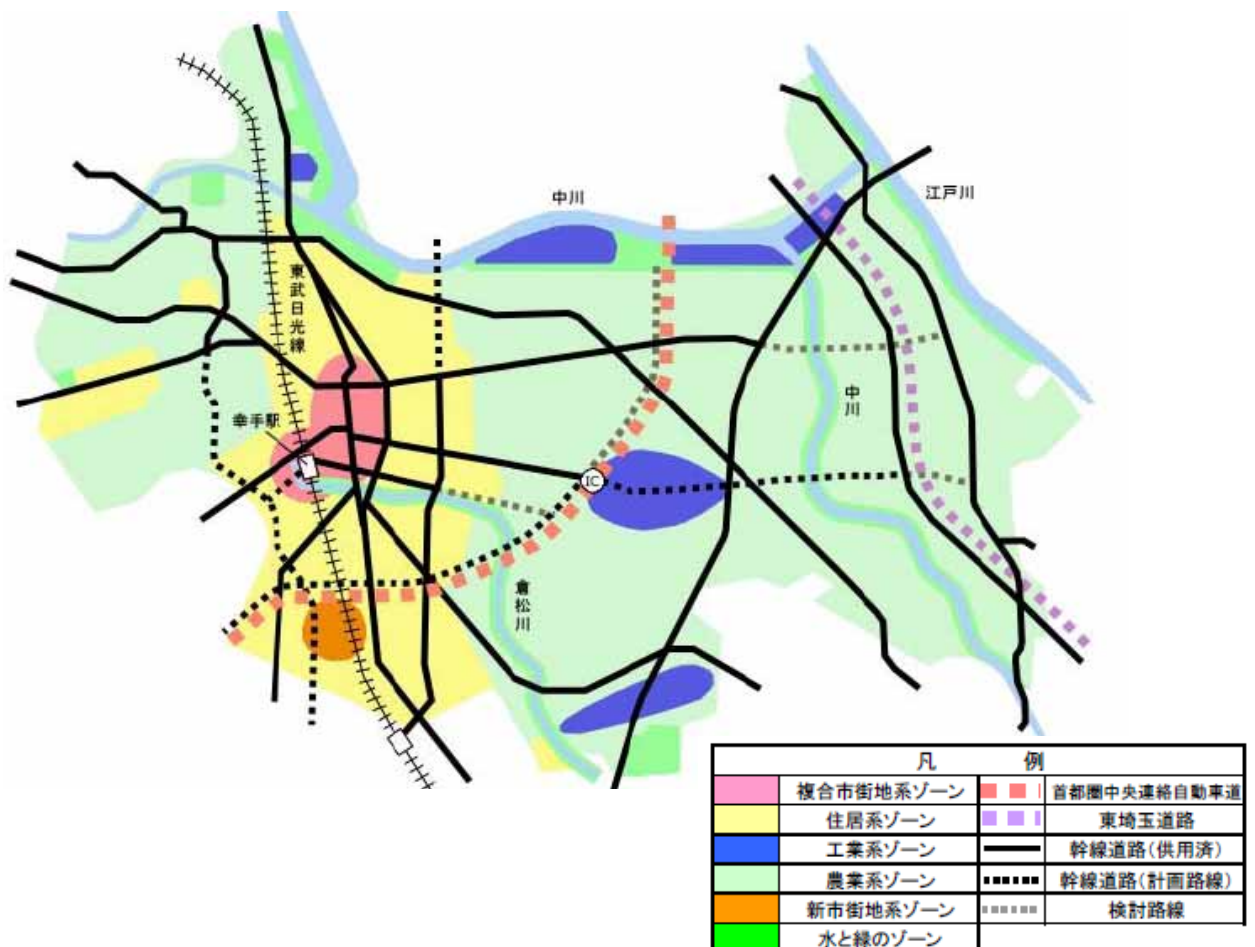 中川
江戸川
東武日光線
幸手駅
中川
IC
倉松川
凡 例
複合市街地系ゾーン 首都圏中央連絡自動車道
住居系ゾーン 東埼玉道路
工業系ゾーン 幹線道路(供用済)
農業系ゾーン 幹線道路(計画路線)
新市街地系ゾーン 検討路線
水と緑のゾーン